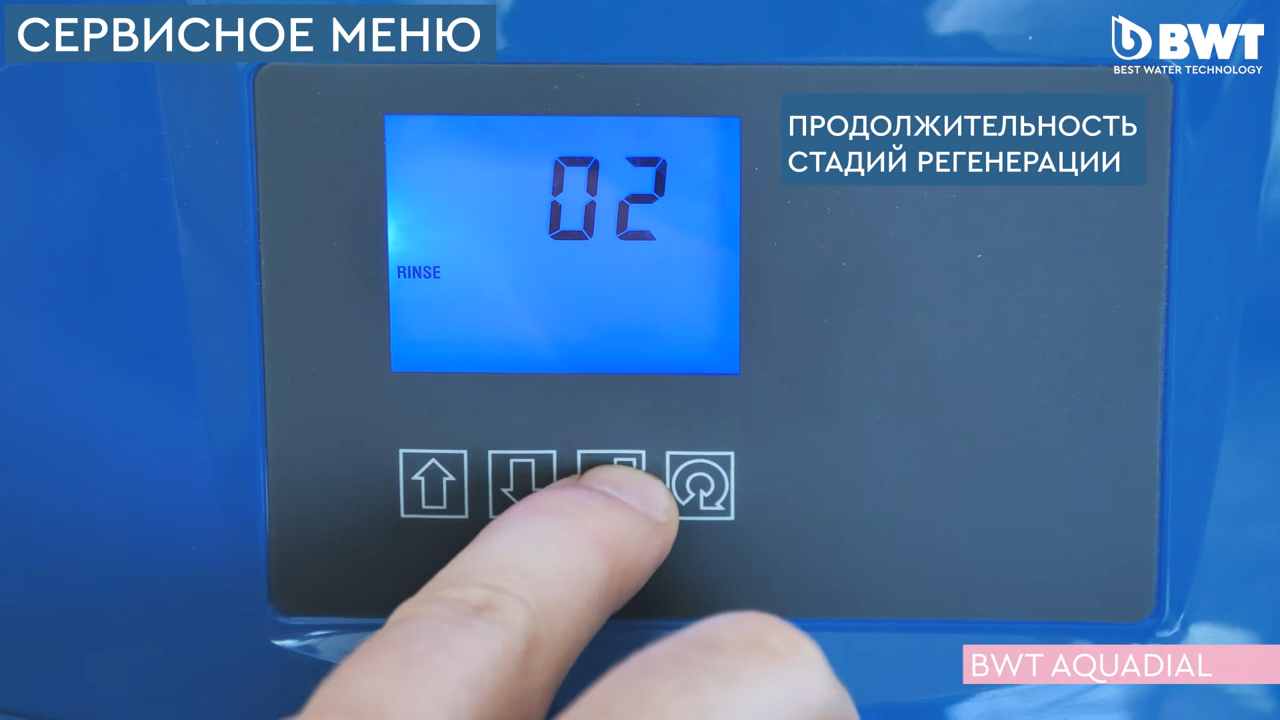 СЕРВИСНОЕ МЕНЮ
BWT
BEST WATER TECHNOLOGY
ПРОДОЛЖИТЕЛЬНОСТЬ
СТАДИЙ РЕГЕНЕРАЦИИ
02
RINSE
BWT AQUADIAL